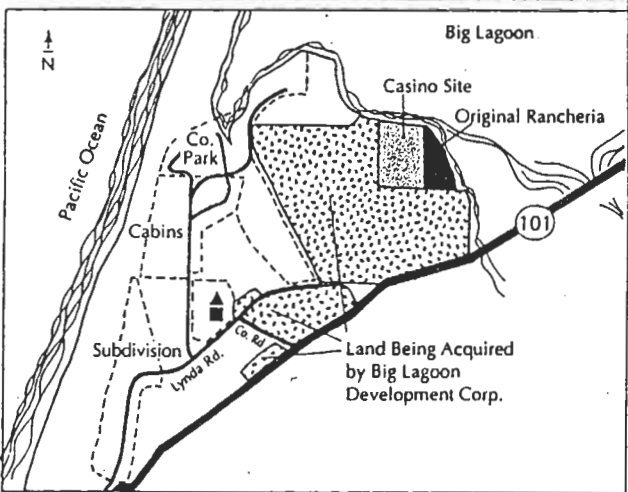 Big Lagoon
N
Casino Site
Original Rancheria
Co.
Park
Pacific Ocean
101
Cabins
Subdivision
Lynda Rd.
Co. Rd
Land Being Acquired
by Big Lagoon
Development Corp.